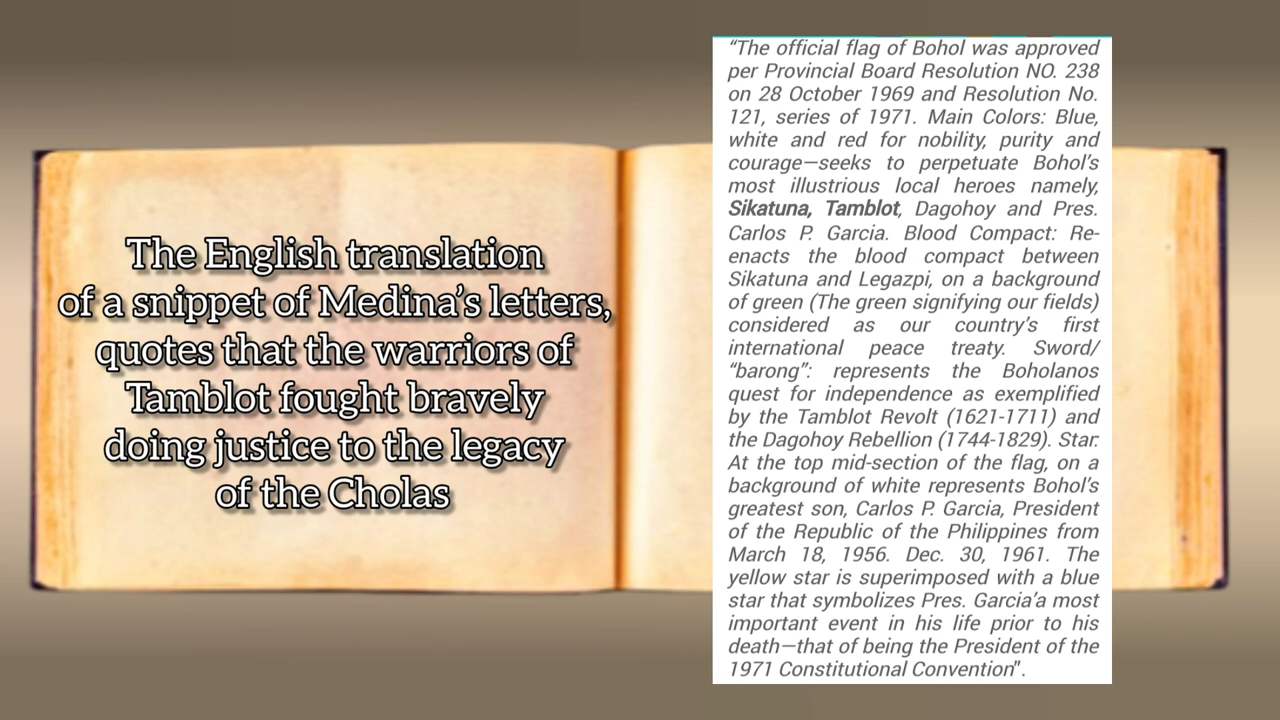 The English translation
of a snippet of Medina’s letters,
quotes that the warriors of
Tamblot fought bravely
doing justice to the legacy
of the Cholas
“The official flag of Bohol was approved
per Provincial Board Resolution NO. 238
on 28 October 1969 and Resolution No.
121, series of 1971. Main Colors: Blue,
white and red for nobility, purity and
courage—seeks to perpetuate Bohol’s
most illustrious local heroes namely,
Sikatuna, Tamblot, Dagohoy and Pres.
Carlos P. Garcia. Blood Compact: Re-
enacts the blood compact between
Sikatuna and Legazpi, on a background
of green (The green signifying our fields)
considered as our country’s first
international peace treaty. Sword/
“barong”: represents the Boholanos
quest for independence as exemplified
by the Tamblot Revolt (1621-1711) and
the Dagohoy Rebellion (1744-1829). Star:
At the top mid-section of the flag, on a
background of white represents Bohol’s
greatest son, Carlos P. Garcia, President
of the Republic of the Philippines from
March 18, 1956. Dec. 30, 1961. The
yellow star is superimposed with a blue
star that symbolizes Pres. Garcia’a most
important event in his life prior to his
death—that of being the President of the
1971 Constitutional Convention".